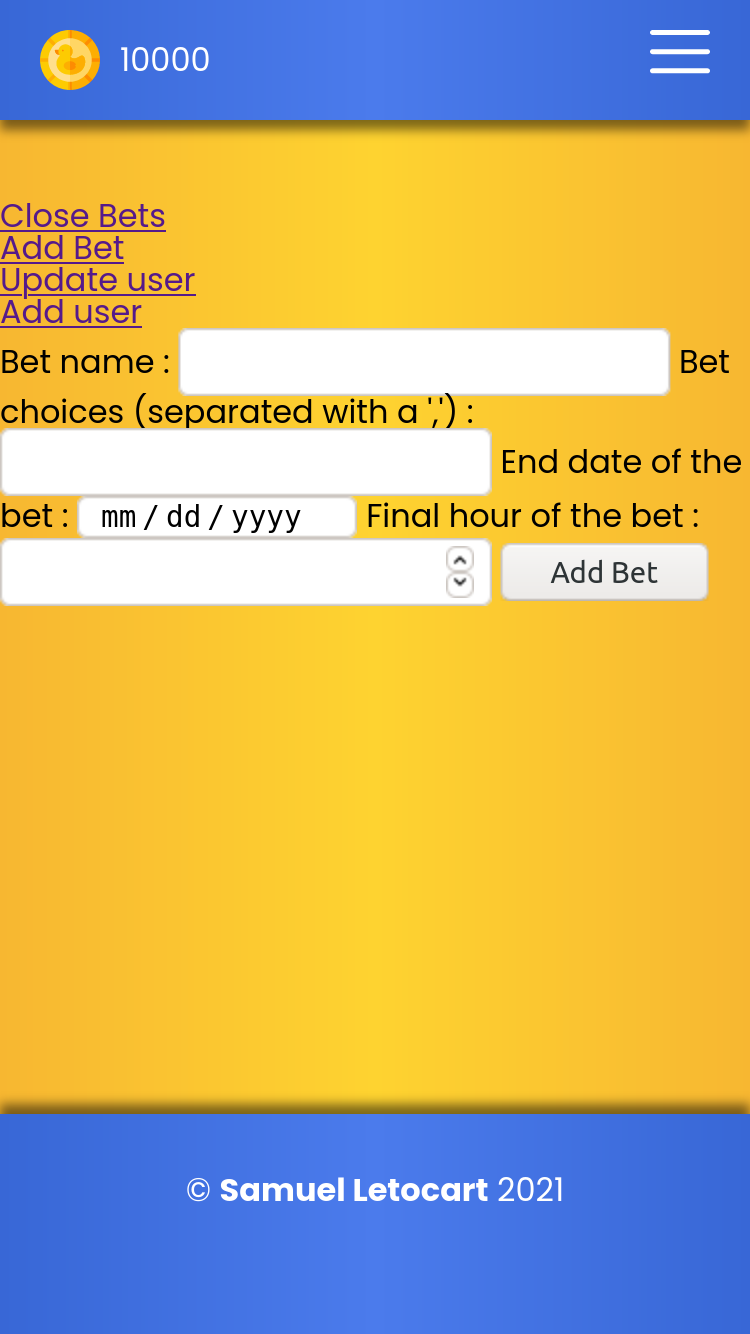 10000
Close Bets
Add Bet
Update user
Add user
Bet name : Bet
choices (separated with a ',') :
End date of the
bet : mm / dd / yyyy Final hour of the bet :
Add Bet
© Samuel Letocart 2021